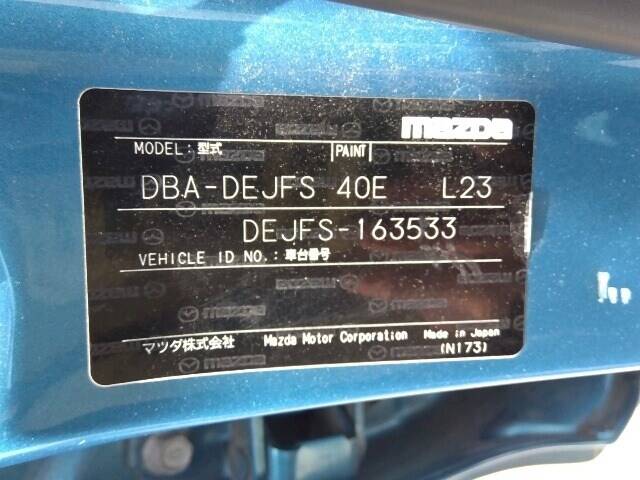 mazda
MODEL:型式 PAINT
DBA-DEJFS 40E L23
DEJFS-163533
VEHICLE ID NO.:車台番号
マツダ株式会社 Mazda Motor Corporation Made in Japan
(N173)